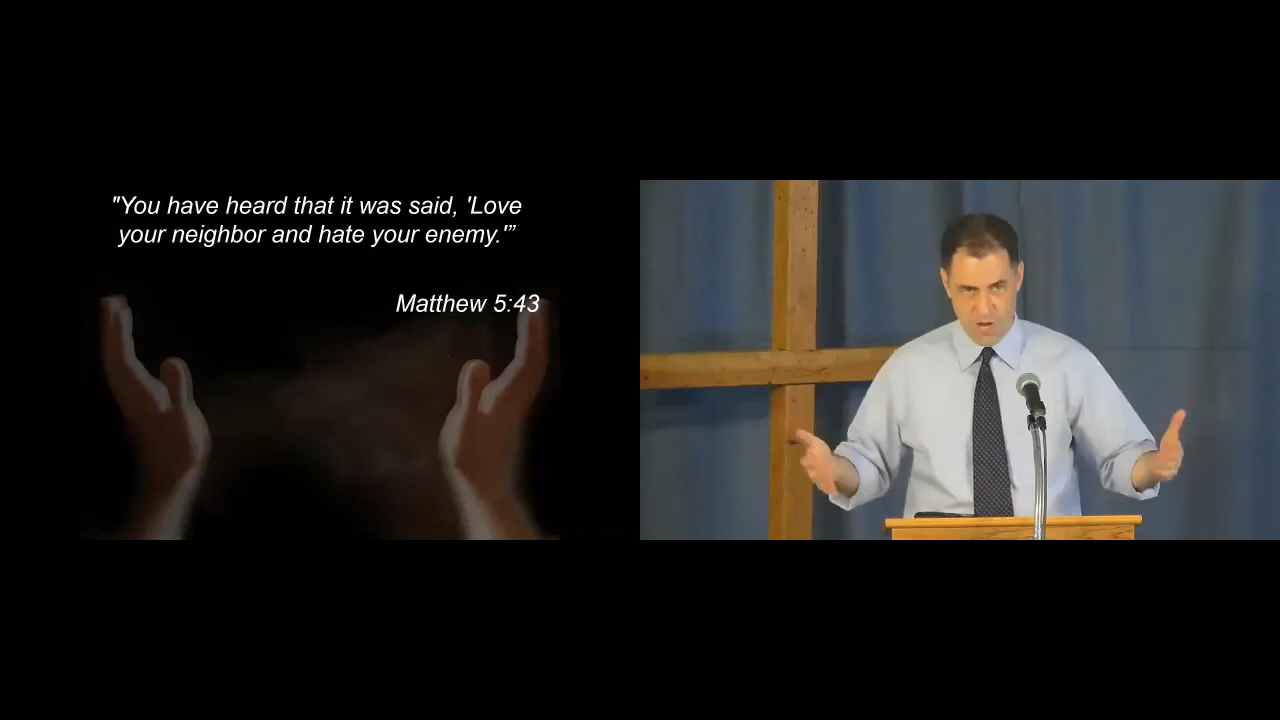 "You have heard that it was said, 'Love
your neighbor and hate your enemy.'”
Matthew 5:43